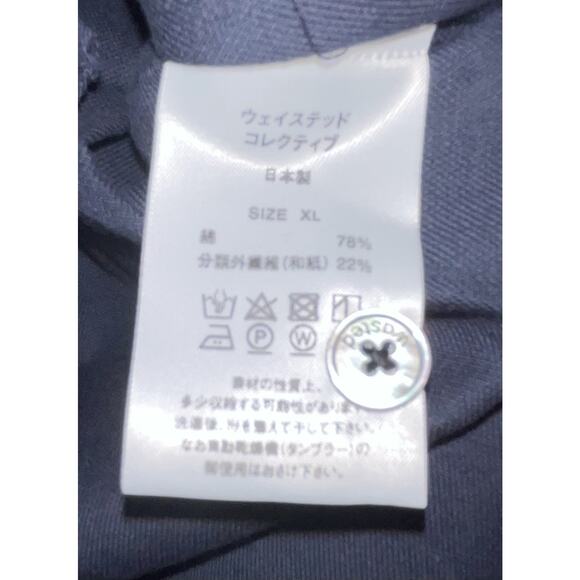 ウェイステッド
コレクティブ
日本製
SIZE XL
綿 78%
分類外繊維(和紙) 22%
P W
wasted
素材の性質上、
多少収縮する可能性があります。
洗濯後、形を整えて干して下さい。
なお自動乾燥機(タンブラー)の
御使用はおさけ下さい。